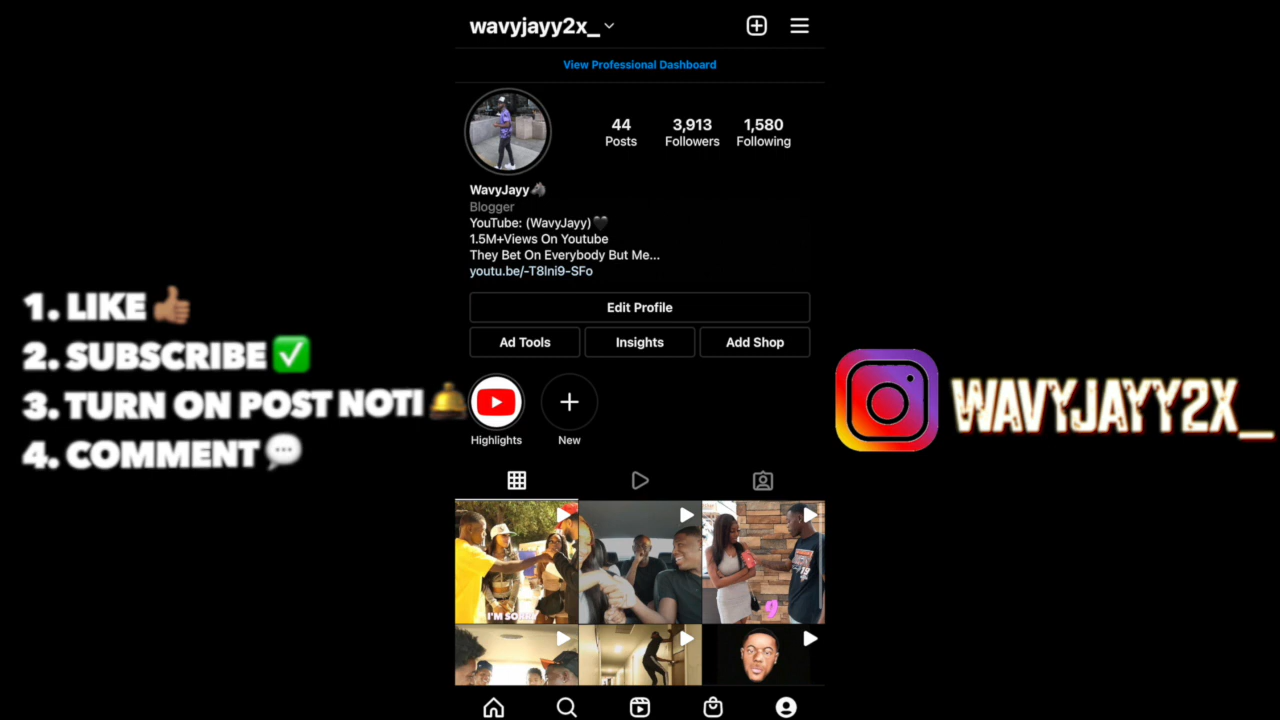 wavyjayy2x_
View Professional Dashboard
44 3,913 1,580
Posts Followers Following
WavyJayy🦓
Blogger
YouTube: (WavyJayy)🖤
1.5M+Views On Youtube
They Bet On Everybody But Me...
youtu.be/-T8lni9-SFo
Edit Profile
Ad Tools Insights Add Shop
Highlights New
1. LIKE 👍🏽
2. SUBSCRIBE ✅
3. TURN ON POST NOTI 🔔
4. COMMENT 💬
WAVYJAYY2X_
I'M SORRY